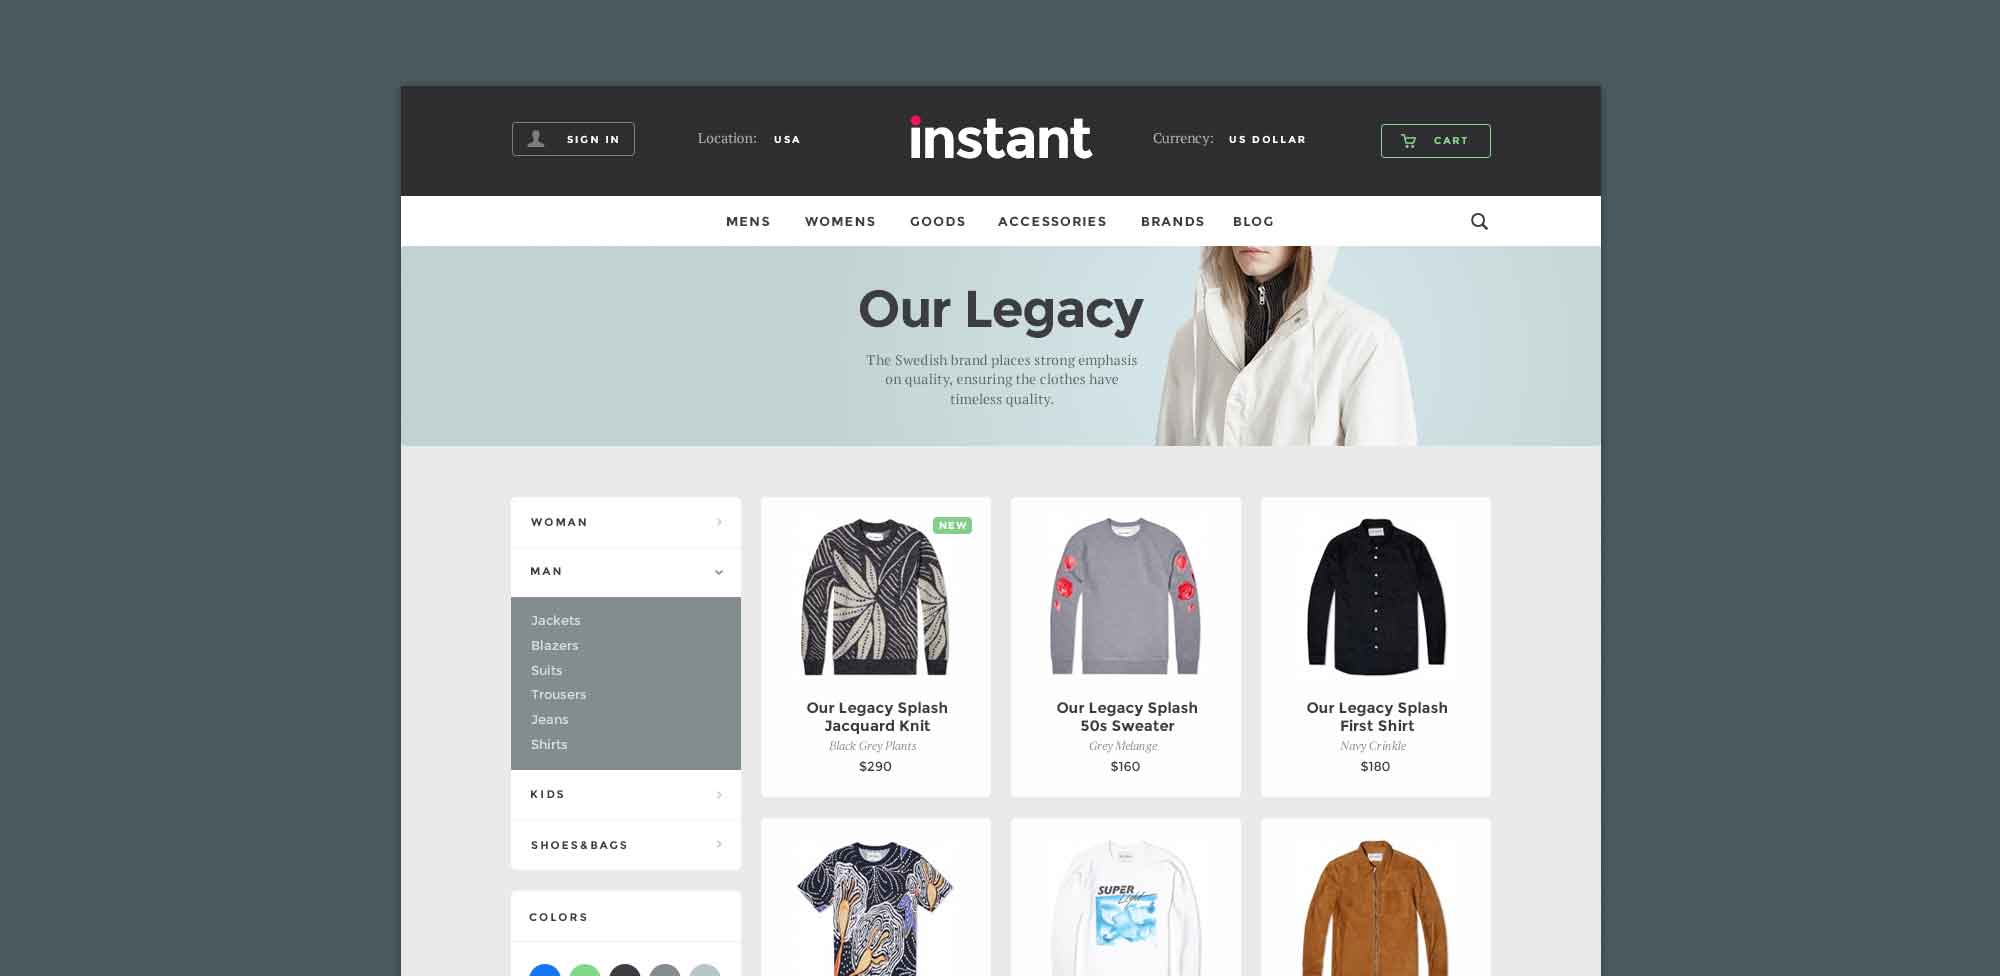 SIGN IN
Location: USA
instant
Currency: US DOLLAR
CART
MENS WOMENS GOODS ACCESSORIES BRANDS BLOG
Our Legacy
The Swedish brand places strong emphasis
on quality, ensuring the clothes have
timeless quality.
WOMAN
MAN
Jackets
Blazers
Suits
Trousers
Jeans
Shirts
KIDS
SHOES&BAGS
COLORS
NEW
Our Legacy Splash
Jacquard Knit
Black Grey Plants
$290
Our Legacy Splash
50s Sweater
Grey Melange
$160
Our Legacy Splash
First Shirt
Navy Crinkle
$180
SUPER
Light